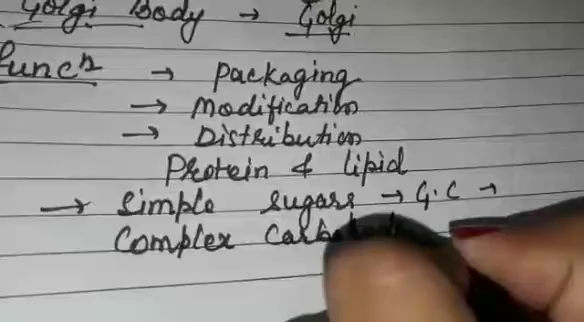 Golgi Body → Golgi
Funcⁿ → Packaging
→ Modification
→ Distribution
Protein & lipid
→ Simple sugars → G.C →
Complex